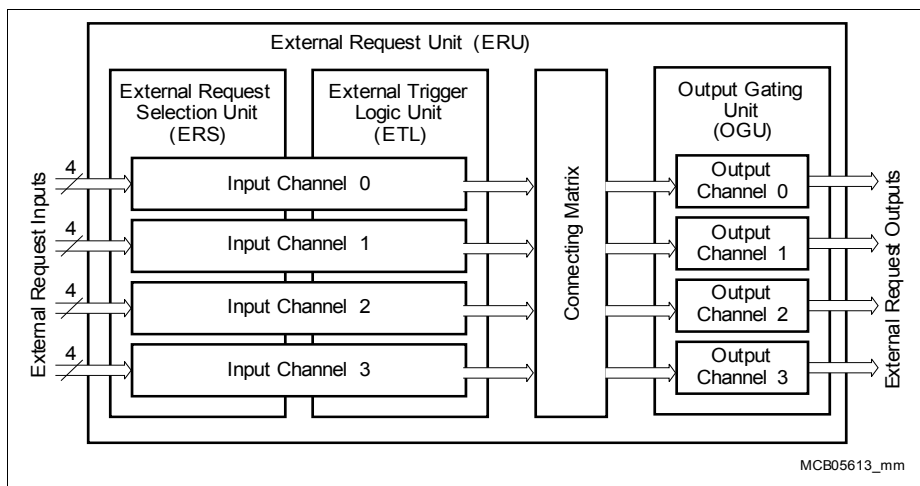 External Request Unit (ERU)
External Request
Selection Unit
(ERS)
External Trigger
Logic Unit
(ETL)
Output Gating
Unit
(OGU)
External Request Inputs
4
4
4
4
Input Channel 0
Input Channel 1
Input Channel 2
Input Channel 3
Connecting Matrix
Output
Channel 0
Output
Channel 1
Output
Channel 2
Output
Channel 3
External Request Outputs
MCB05613_mm